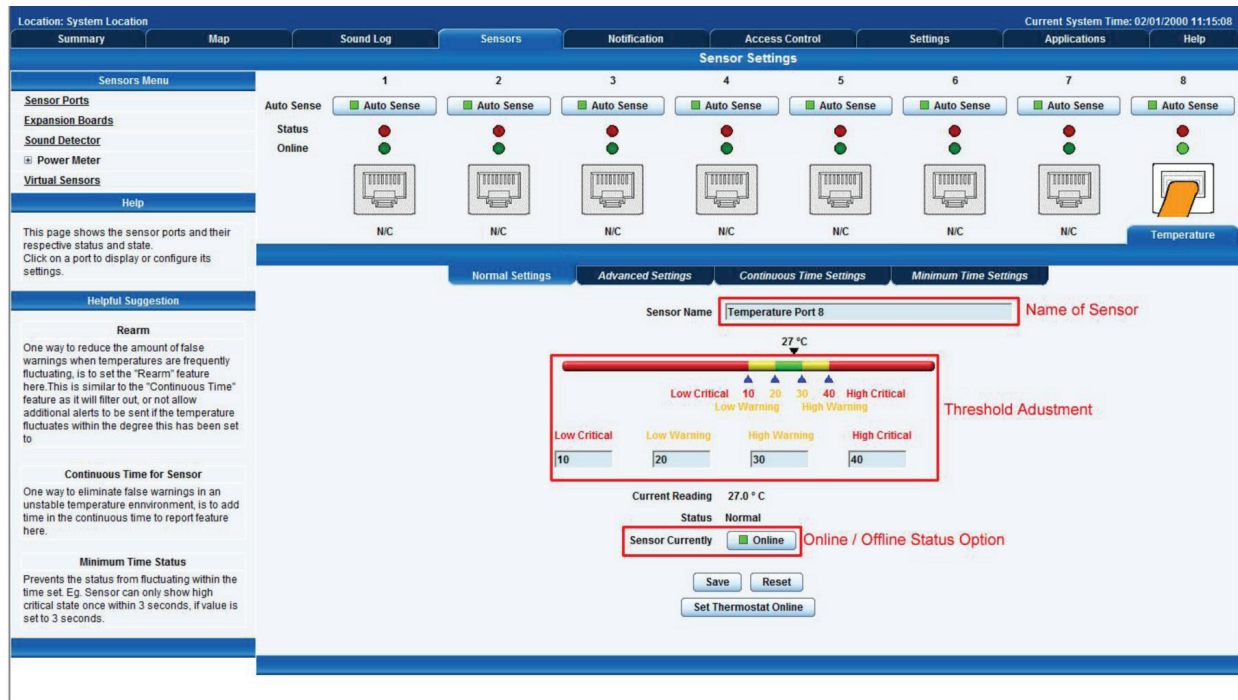 Location: System Location
Current System Time: 02/01/2000 11:15:08
Summary Map Sound Log Sensors Notification Access Control Settings Applications Help
Sensor Settings
Sensors Menu
Sensor Ports
Expansion Boards
Sound Detector
Power Meter
Virtual Sensors
Help
This page shows the sensor ports and their
respective status and state.
Click on a port to display or configure its
settings.
Helpful Suggestion
Rearm
One way to reduce the amount of false
warnings when temperatures are frequently
fluctuating, is to set the "Rearm" feature
here.This is similar to the "Continuous Time"
feature as it will filter out, or not allow
additional alerts to be sent if the temperature
fluctuates within the degree this has been set
to
Continuous Time for Sensor
One way to eliminate false warnings in an
unstable temperature ennvironment, is to add
time in the continuous time to report feature
here.
Minimum Time Status
Prevents the status from fluctuating within the
time set. Eg. Sensor can only show high
critical state once within 3 seconds, if value is
set to 3 seconds.
1 2 3 4 5 6 7 8
Auto Sense Auto Sense Auto Sense Auto Sense Auto Sense Auto Sense Auto Sense Auto Sense Auto Sense
Status
Online
N/C N/C N/C N/C N/C N/C N/C Temperature
Normal Settings Advanced Settings Continuous Time Settings Minimum Time Settings
Sensor Name Temperature Port 8 Name of Sensor
27 °C
Low Critical 10 20 30 40 High Critical
Low Warning High Warning
Threshold Adustment
Low Critical Low Warning High Warning High Critical
10 20 30 40
Current Reading 27.0 ° C
Status Normal
Sensor Currently Online Online / Offline Status Option
Save Reset
Set Thermostat Online